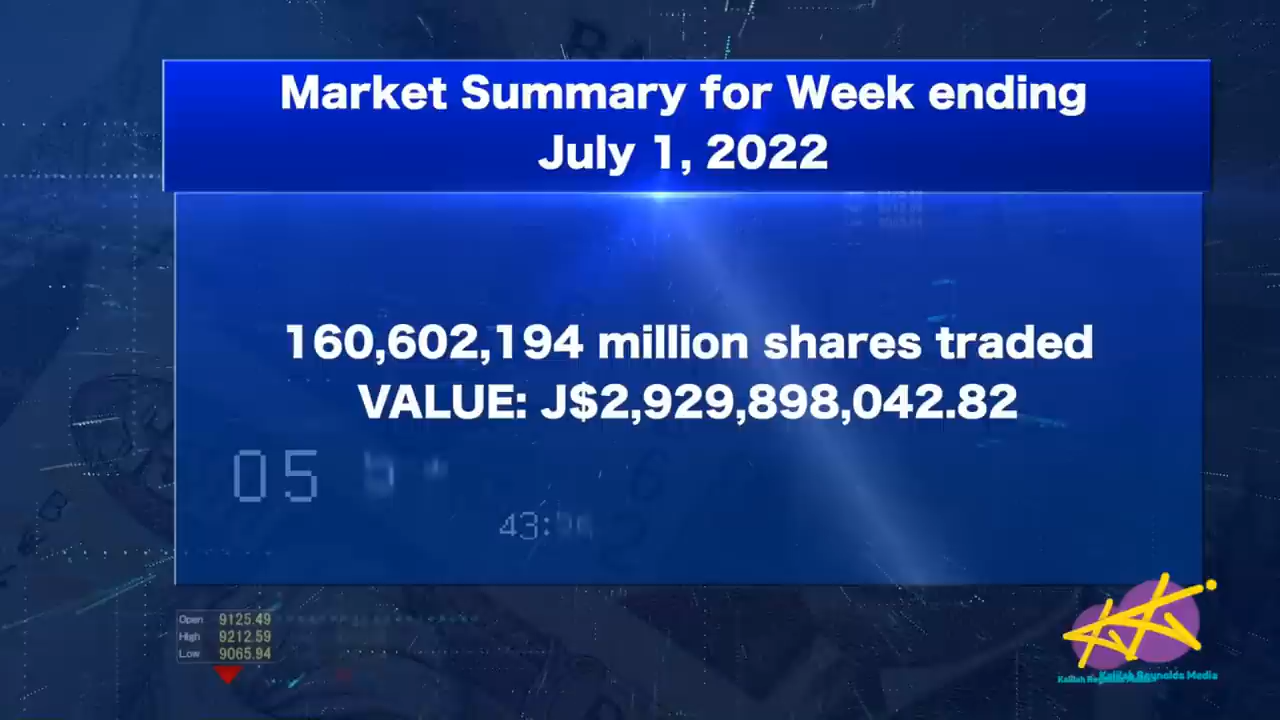 Market Summary for Week ending
July 1, 2022
160,602,194 million shares traded
VALUE: J$2,929,898,042.82
05
43:
Open 9125.49
High 9212.59
Low 9065.94
Kalilah Reynolds Media